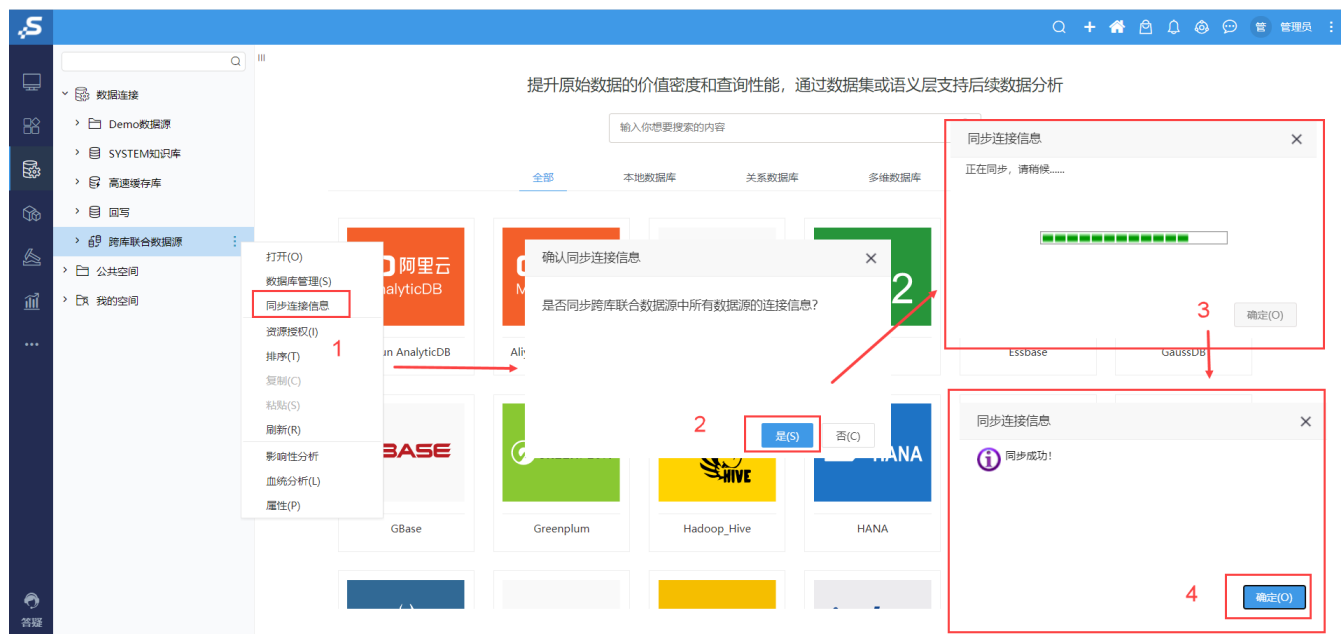 管 管理员
数据连接
Demo数据源
SYSTEM知识库
高速缓存库
回写
跨库联合数据源
公共空间
我的空间
答疑
提升原始数据的价值密度和查询性能，通过数据集或语义层支持后续数据分析
输入你想要搜索的内容
全部 本地数据库 关系数据库 多维数据库
打开(O)
数据库管理(S)
同步连接信息
资源授权(I)
排序(T)
复制(C)
粘贴(S)
刷新(R)
影响性分析
血统分析(L)
属性(P)
1
阿里云
alyticDB
un AnalyticDB
Aliy
2
Essbase
GaussDB
BASE
HIVE
HANA
GBase
Greenplum
Hadoop_Hive
HANA
确认同步连接信息
是否同步跨库联合数据源中所有数据源的连接信息?
2
是(S)
否(C)
同步连接信息
正在同步，请稍候......
3
确定(O)
同步连接信息
同步成功!
4
确定(O)